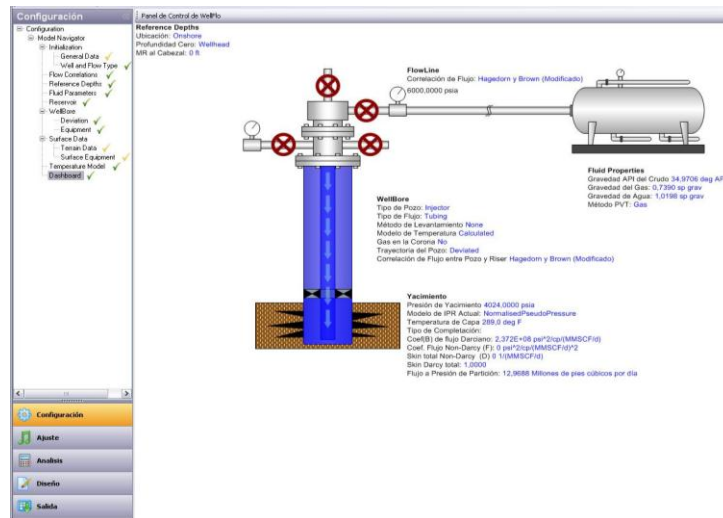 Configuración
Configuration
Model Navigator
Initialization
General Data
Well and Flow Type
Flow Correlations
Reference Depths
Fluid Parameters
Reservoir
WellBore
Deviation
Equipment
Surface Data
Terrain Data
Surface Equipment
Temperature Model
Dashboard
Configuración
Ajuste
Analisis
Diseño
Salida
Panel de Control de WellFlo
Reference Depths
Ubicación: Onshore
Profundidad Cero: Wellhead
MR al Cabezal: 0 ft
FlowLine
Correlación de Flujo: Hagedorn y Brown (Modificado)
6000,0000 psia
Fluid Properties
Gravedad API del Crudo 34,9706 deg AP
Gravedad del Gas: 0,7390 sp grav
Gravedad de Agua: 1,0198 sp grav
Método PVT: Gas
WellBore
Tipo de Pozo: Injector
Tipo de Flujo: Tubing
Método de Levantamiento None
Modelo de Temperatura Calculated
Gas en la Corona No
Trayectoria del Pozo: Deviated
Correlación de Flujo entre Pozo y Riser Hagedorn y Brown (Modificado)
Yacimiento
Presión de Yacimiento 4024,0000 psia
Modelo de IPR Actual: NormalisedPseudoPressure
Temperatura de Capa 289,0 deg F
Tipo de Completación:
Coef(B) de flujo Darciano: 2,372E+08 psi^2/cp/(MMSCF/d)
Coef. Flujo Non-Darcy (F): 0 psi^2/cp/(MMSCF/d)^2
Skin total Non-Darcy (D) 0 1/(MMSCF/d)
Skin Darcy total: 1,0000
Flujo a Presión de Partición: 12,9688 Millones de pies cúbicos por día